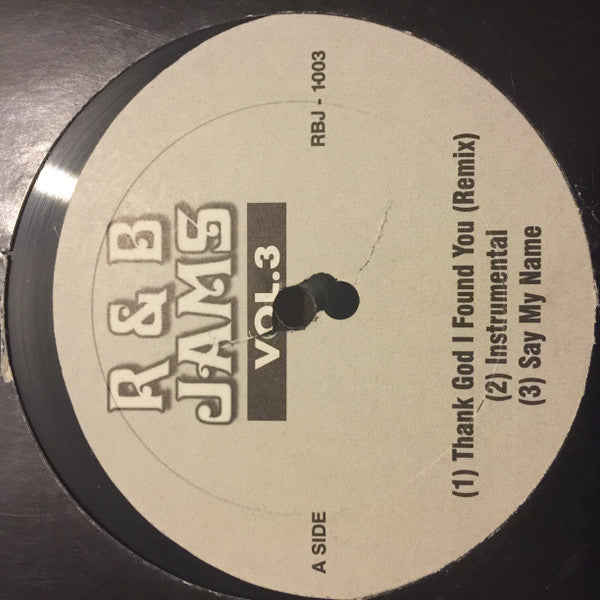 R & B
JAMS
VOL.3
A SIDE
RBJ - 1003
(1) Thank God I Found You (Remix)
(2) Instrumental
(3) Say My Name